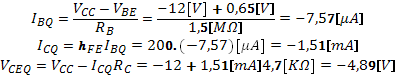 I_BQ = (V_CC − V_BE) / R_B = (−12[V] + 0,65[V]) / 1,5[MΩ] = −7,57[μA]
I_CQ = h_FE I_BQ = 200. (−7,57)[μA] = −1,51[mA]
V_CEQ = V_CC − I_CQ R_C = −12 + 1,51[mA]4,7[KΩ] = −4,89[V]